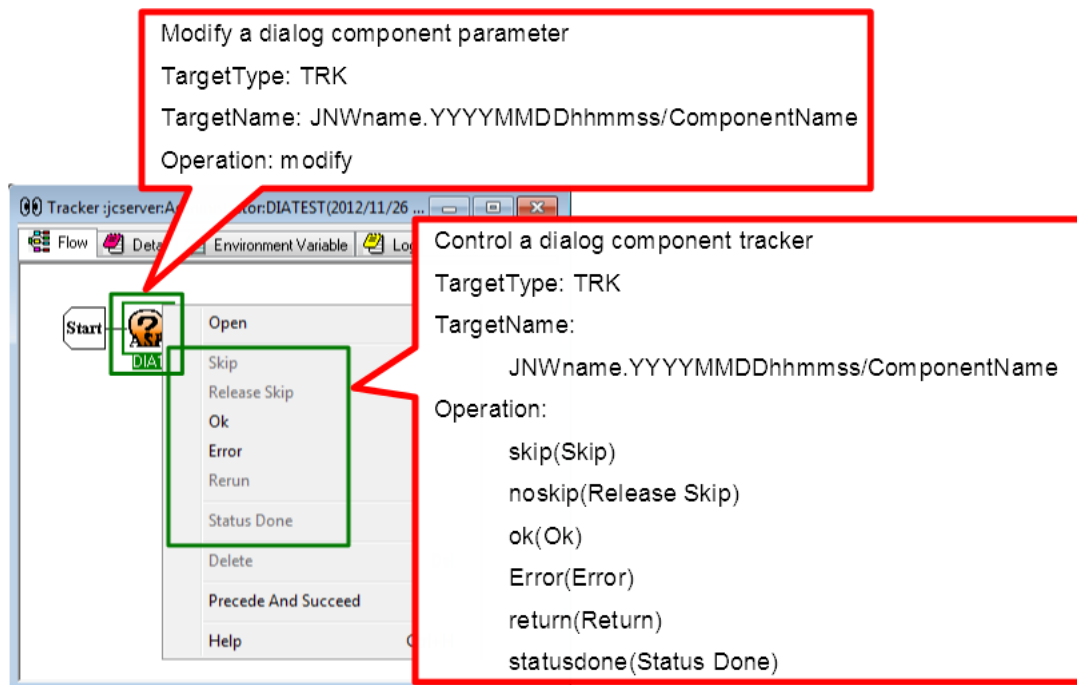 Modify a dialog component parameter
TargetType: TRK
TargetName: JNWname.YYYYMMDDhhmmss/ComponentName
Operation: modify
Tracker :jcserver:A tor:DIATEST(2012/11/26 ...
Flow Deta Environment Variable Lo
Control a dialog component tracker
TargetType: TRK
TargetName:
JNWname.YYYYMMDDhhmmss/ComponentName
Operation:
skip(Skip)
noskip(Release Skip)
ok(Ok)
Error(Error)
return(Return)
statusdone(Status Done)
Start
DIA1
Open
Skip
Release Skip
Ok
Error
Rerun
Status Done
Delete
Precede And Succeed
Help